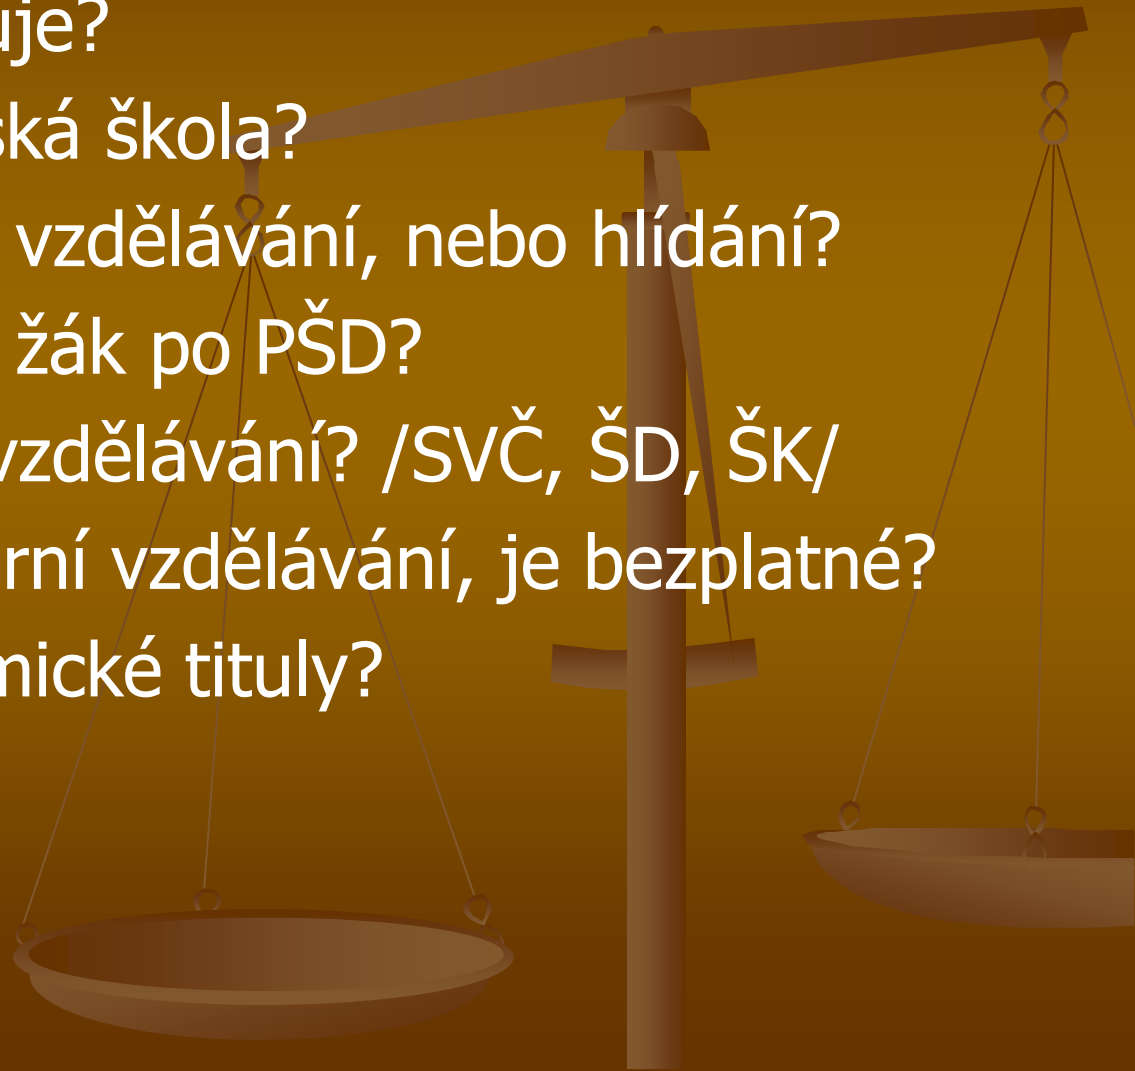 uje?
ská škola?
vzdělávání, nebo hlídání?
žák po PŠD?
vzdělávání? /SVČ, ŠD, ŠK/
rní vzdělávání, je bezplatné?
mické tituly?